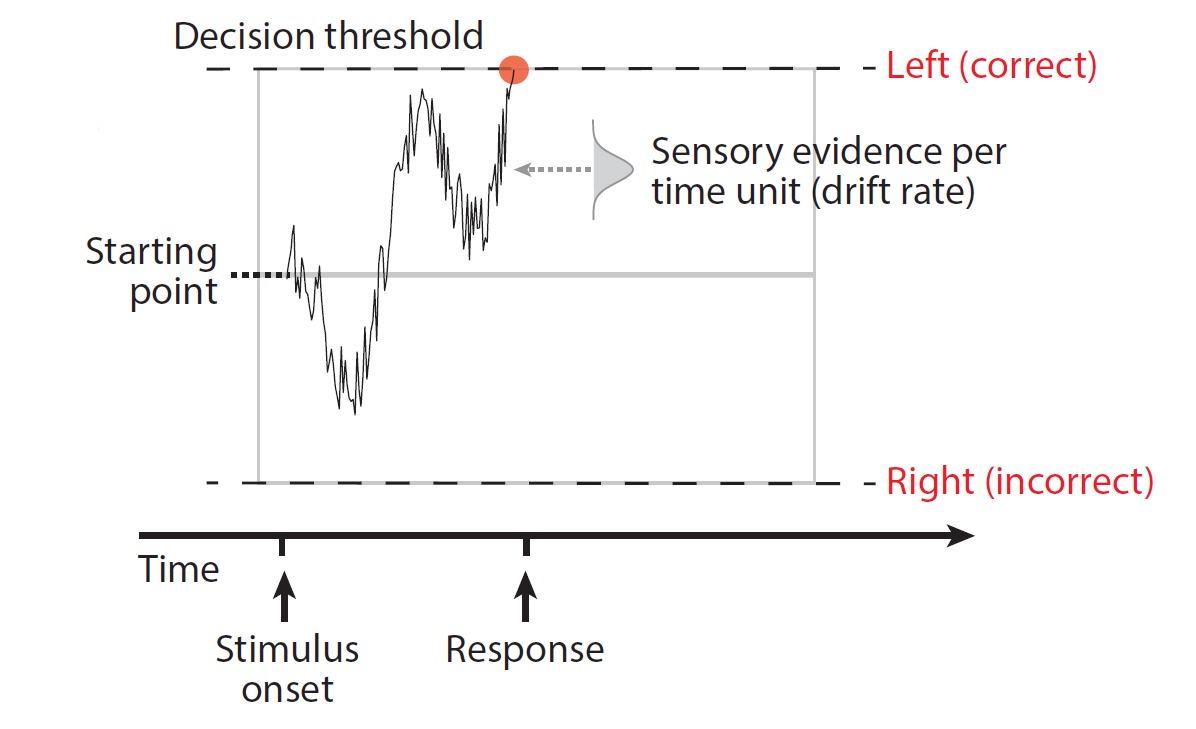 Decision threshold
Left (correct)
Sensory evidence per
time unit (drift rate)
Starting
point
Right (incorrect)
Time
Stimulus
onset
Response